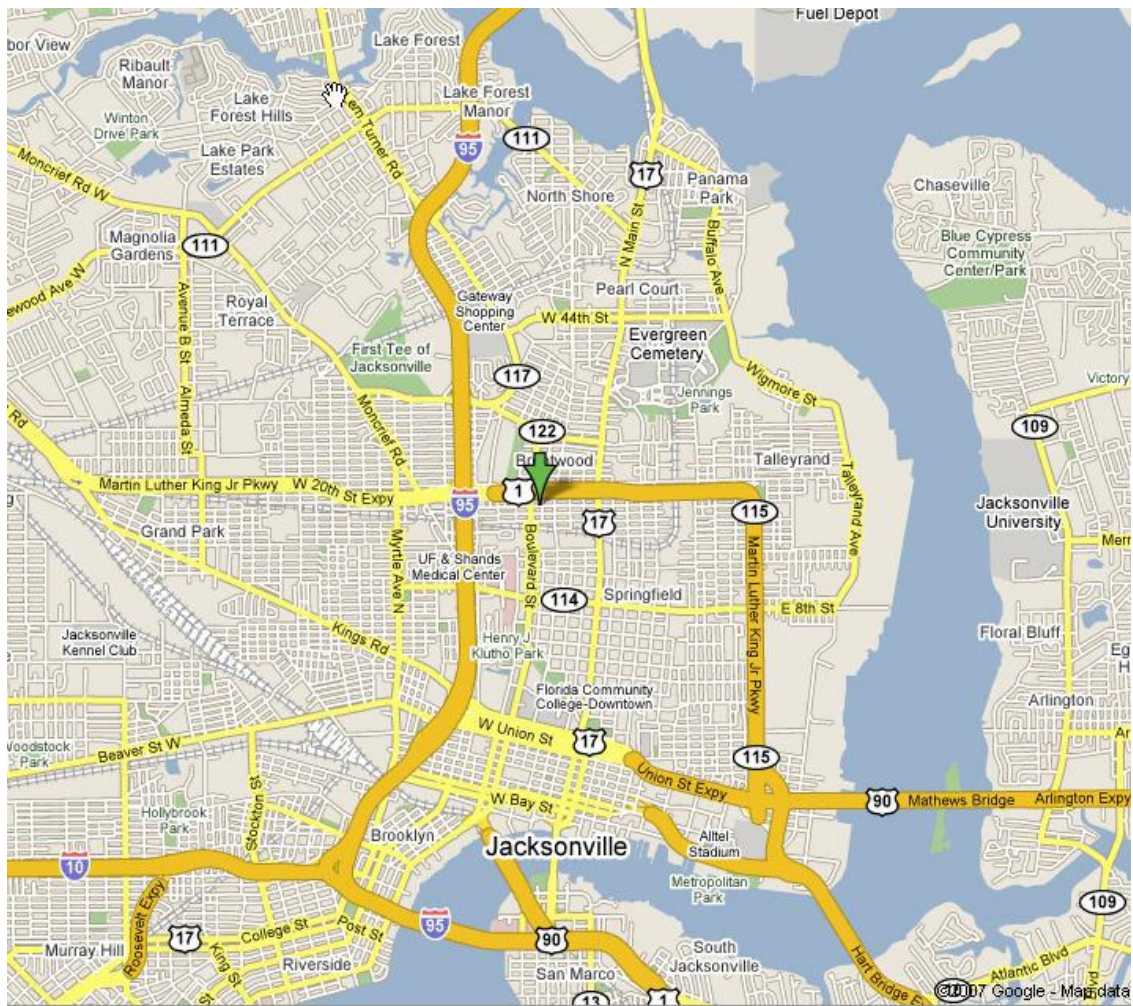 Fuel Depot
bor View
Lake Forest
Ribault
Manor
Lake
Forest Hills
Lake Forest
Manor
Winton
Drive Park
Lem Turner Rd
95
111
Lake Park
Estates
Moncrief Rd W
17
Panama
Park
North Shore
Chaseville
111
Magnolia
Gardens
N Main St
Buffalo Ave
Blue Cypress
Community
Center/Park
ewood Ave W
Avenue B St
Royal
Terrace
Pearl Court
Gateway
Shopping
Center
W 44th St
First Tee of
Jacksonville
Evergreen
Cemetery
117
Wigmore St
Jennings
Park
Victory
Almeda St
Moncrief Rd
109
Rd
122
Talleyrand
Talleyrand Ave
Martin Luther King Jr Pkwy
W 20th St Expy
95
1
115
17
Jacksonville
University
Grand Park
Myrtle Ave N
Boulevard St
Martin Luther King Jr Pkwy
Merr
UF & Shands
Medical Center
114
Springfield
E 8th St
Jacksonville
Kennel Club
Kings Rd
Henry J
Klutho Park
Floral Bluff
Eg
H
Florida Community
College-Downtown
Arlington
W Union St
17
Ar
Woodstock
Park
Beaver St W
115
Union St Expy
90
Mathews Bridge
Arlington Expy
Hollybrook
Park
Stockton St
W Bay St
Brooklyn
Jacksonville
Alltel
Stadium
10
Metropolitan
Park
Roosevelt Expy
95
109
17
College St
Post St
90
Hart Bridge E
Murray Hill
King St
Riverside
South
Jacksonville
Atlantic Blvd
San Marco
13
1
©2007 Google - Map data